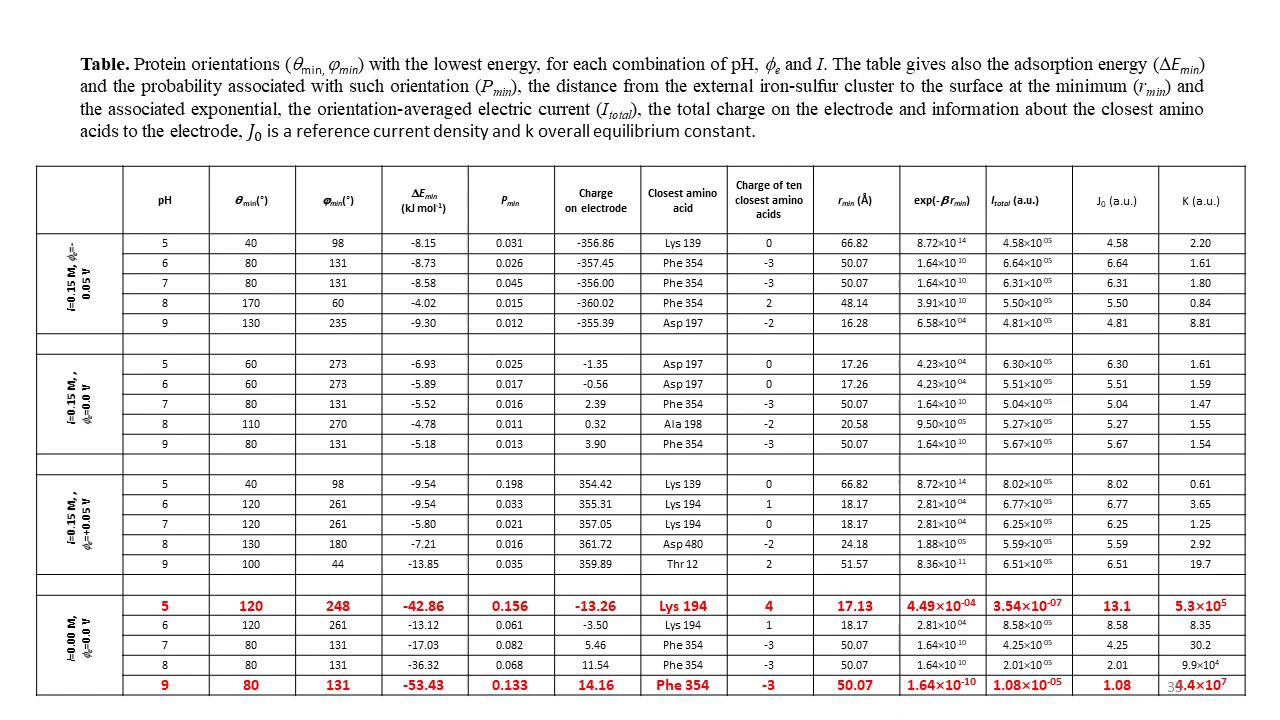 Table. Protein orientations (θmin, φmin) with the lowest energy, for each combination of pH, ϕe and I. The table gives also the adsorption energy (ΔEmin)
and the probability associated with such orientation (Pmin), the distance from the external iron-sulfur cluster to the surface at the minimum (rmin) and
the associated exponential, the orientation-averaged electric current (Itotal), the total charge on the electrode and information about the closest amino
acids to the electrode, J0 is a reference current density and k overall equilibrium constant.
pH θmin(°) φmin(°) ΔEmin (kJ mol-1) Pmin Charge on electrode Closest amino acid Charge of ten closest amino acids rmin (Å) exp(-βrmin) Itotal (a.u.) J0 (a.u.) K (a.u.)
I=0.15 M, ϕe=-0.05 V
5 40 98 -8.15 0.031 -356.86 Lys 139 0 66.82 8.72×10 14 4.58×10 05 4.58 2.20
6 80 131 -8.73 0.026 -357.45 Phe 354 -3 50.07 1.64×10 10 6.64×10 05 6.64 1.61
7 80 131 -8.58 0.045 -356.00 Phe 354 -3 50.07 1.64×10 10 6.31×10 05 6.31 1.80
8 170 60 -4.02 0.015 -360.02 Phe 354 2 48.14 3.91×10 10 5.50×10 05 5.50 0.84
9 130 235 -9.30 0.012 -355.39 Asp 197 -2 16.28 6.58×10 04 4.81×10 05 4.81 8.81
I=0.15 M, , ϕe=0.0 V
5 60 273 -6.93 0.025 -1.35 Asp 197 0 17.26 4.23×10 04 6.30×10 05 6.30 1.61
6 60 273 -5.89 0.017 -0.56 Asp 197 0 17.26 4.23×10 04 5.51×10 05 5.51 1.59
7 80 131 -5.52 0.016 2.39 Phe 354 -3 50.07 1.64×10 10 5.04×10 05 5.04 1.47
8 110 270 -4.78 0.011 0.32 Ala 198 -2 20.58 9.50×10 05 5.27×10 05 5.27 1.55
9 80 131 -5.18 0.013 3.90 Phe 354 -3 50.07 1.64×10 10 5.67×10 05 5.67 1.54
I=0.15 M, , ϕe=+0.05 V
5 40 98 -9.54 0.198 354.42 Lys 139 0 66.82 8.72×10 14 8.02×10 05 8.02 0.61
6 120 261 -9.54 0.033 355.31 Lys 194 1 18.17 2.81×10 04 6.77×10 05 6.77 3.65
7 120 261 -5.80 0.021 357.05 Lys 194 0 18.17 2.81×10 04 6.25×10 05 6.25 1.25
8 130 180 -7.21 0.016 361.72 Asp 480 -2 24.18 1.88×10 05 5.59×10 05 5.59 2.92
9 100 44 -13.85 0.035 359.89 Thr 12 2 51.57 8.36×10 11 6.51×10 05 6.51 19.7
I=0.00 M, ϕe=0.0 V
5 120 248 -42.86 0.156 -13.26 Lys 194 4 17.13 4.49×10-04 3.54×10-07 13.1 5.3×105
6 120 261 -13.12 0.061 -3.50 Lys 194 1 18.17 2.81×10 04 8.58×10 05 8.58 8.35
7 80 131 -17.03 0.082 5.46 Phe 354 -3 50.07 1.64×10 10 4.25×10 05 4.25 30.2
8 80 131 -36.32 0.068 11.54 Phe 354 -3 50.07 1.64×10 10 2.01×10 05 2.01 9.9×104
9 80 131 -53.43 0.133 14.16 Phe 354 -3 50.07 1.64×10-10 1.08×10-05 1.08 4.4×107